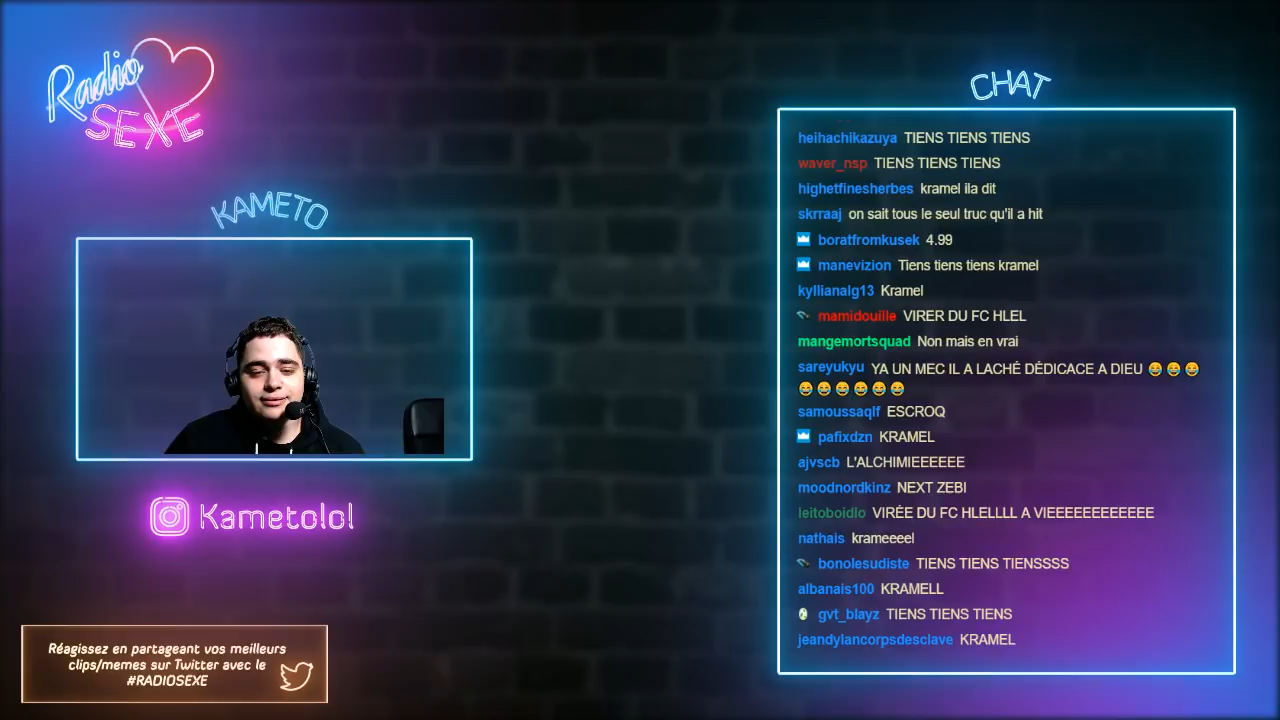 Radio
SEXE
KAMETO
Kametolol
Réagissez en partageant vos meilleurs
clips/memes sur Twitter avec le
#RADIOSEXE
CHAT
heihachikazuya TIENS TIENS TIENS
waver_nsp TIENS TIENS TIENS
highetfinesherbes kramel ila dit
skrraaj on sait tous le seul truc qu'il a hit
boratfromkusek 4.99
manevizion Tiens tiens tiens kramel
kyllianalg13 Kramel
mamidouille VIRER DU FC HLEL
mangemortsquad Non mais en vrai
sareyukyu YA UN MEC IL A LACHÉ DÉDICACE A DIEU 😂 😂 😂
😂 😂 😂 😂 😂 😂
samoussaqlf ESCROQ
pafixdzn KRAMEL
ajvscb L'ALCHIMIEEEEEE
moodnordkinz NEXT ZEBI
leitoboidlo VIRÉE DU FC HLELLLL A VIEEEEEEEEEEEE
nathais krameeeel
bonolesudiste TIENS TIENS TIENSSSS
albanais100 KRAMELL
gvt_blayz TIENS TIENS TIENS
jeandylancorpsdesclave KRAMEL